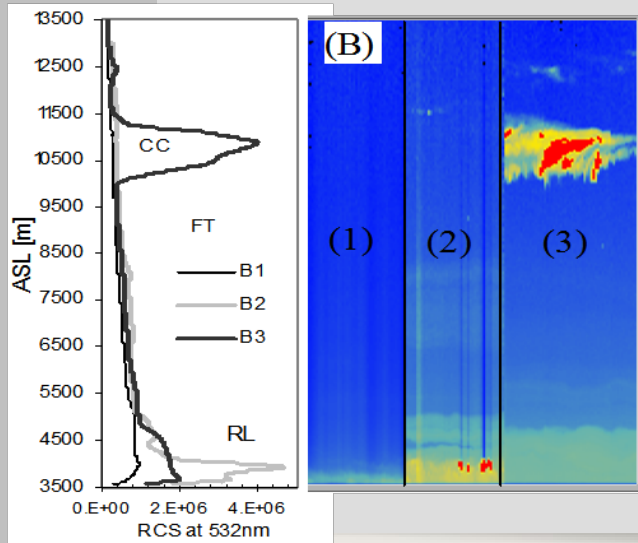 13500
11500
10500
9500
8500
7500
6500
5500
4500
3500
ASL [m]
CC
FT
B1
B2
B3
RL
0.E+00 2.E+06 4.E+06
RCS at 532nm
(B)
(1)
(2)
(3)